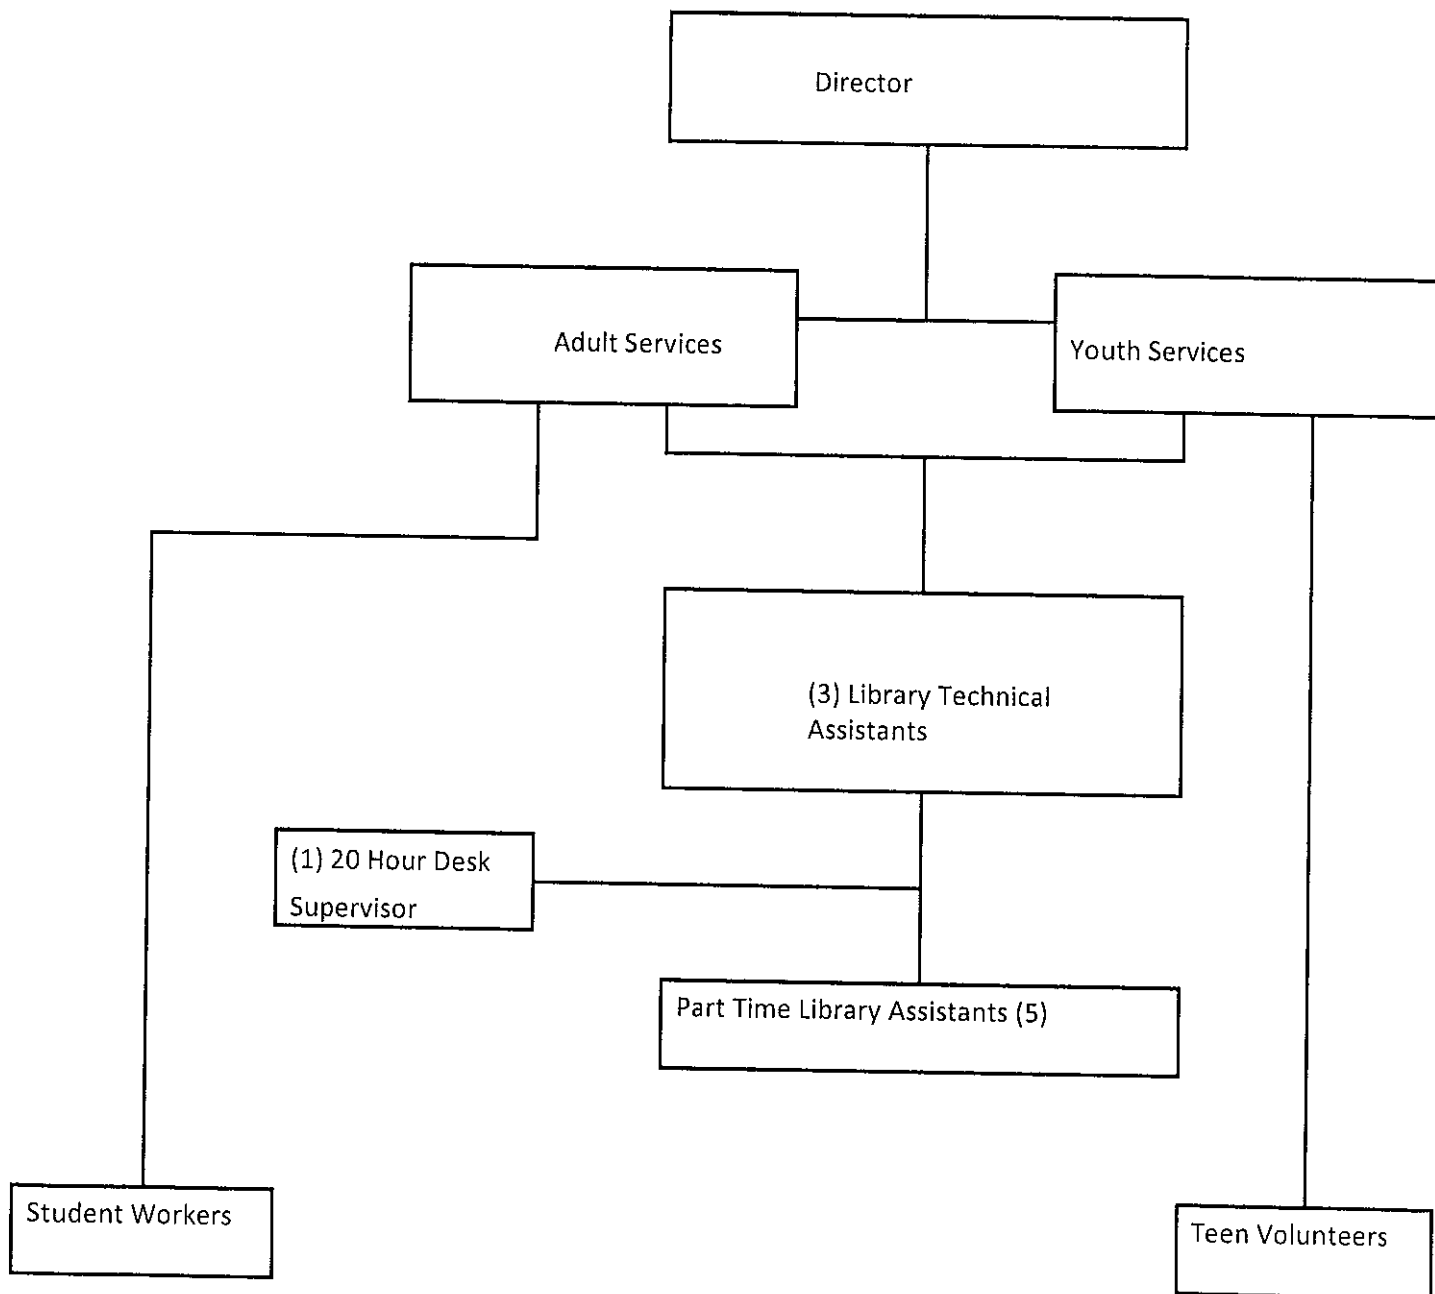 Director
Adult Services
Youth Services
(3) Library Technical
Assistants
(1) 20 Hour Desk
Supervisor
Part Time Library Assistants (5)
Student Workers
Teen Volunteers